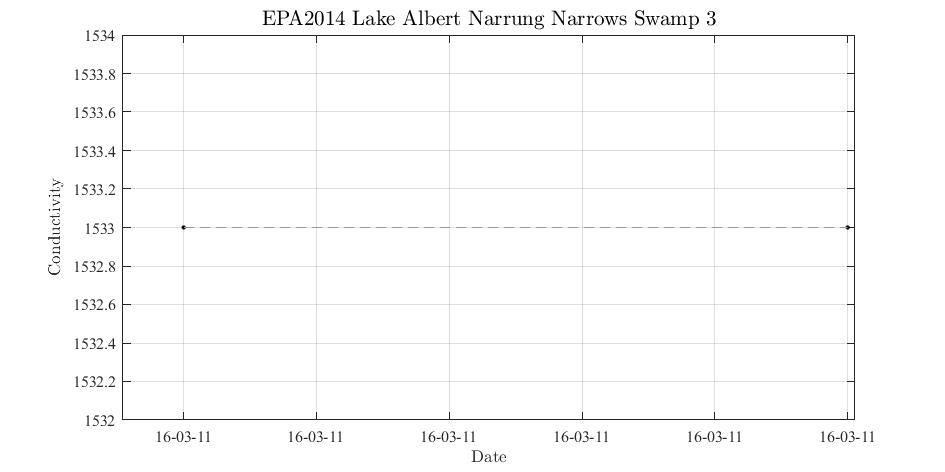 EPA2014 Lake Albert Narrung Narrows Swamp 3
1534
1533.8
1533.6
1533.4
1533.2
1533
1532.8
1532.6
1532.4
1532.2
1532
Conductivity
16-03-11 16-03-11 16-03-11 16-03-11 16-03-11 16-03-11
Date